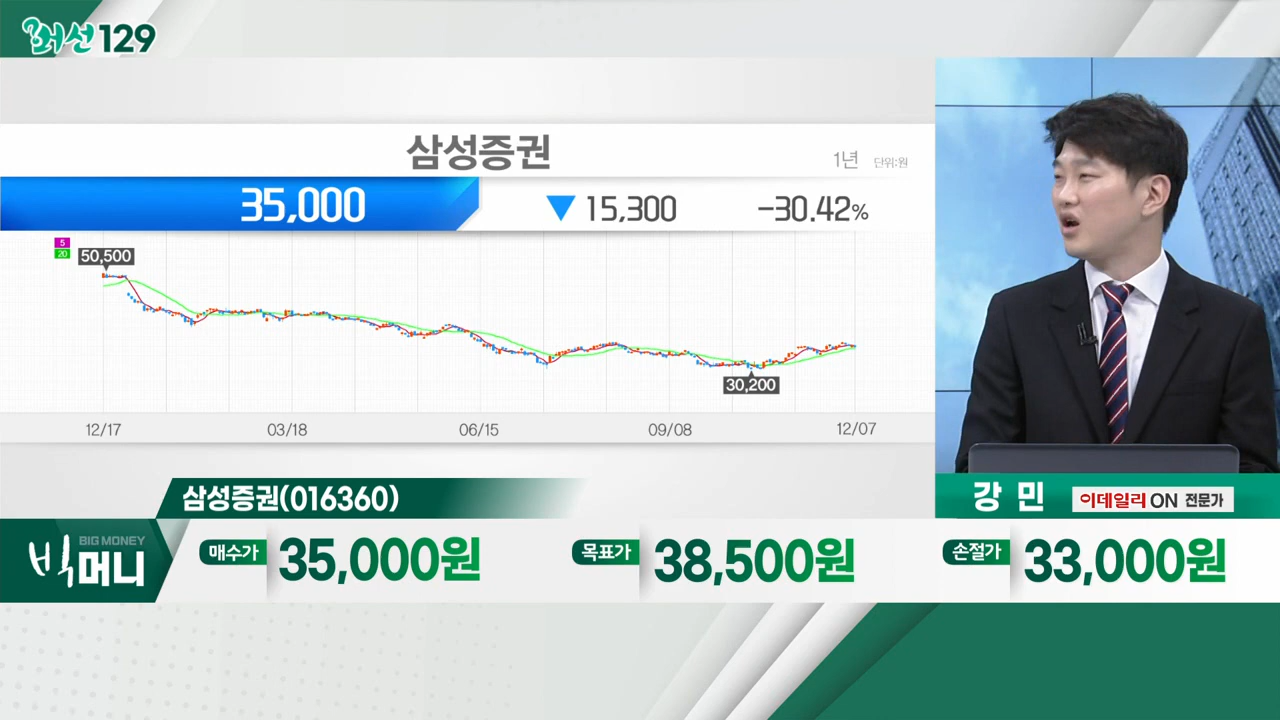 최선129
삼성증권
1년 단위:원
35,000 ▼15,300 -30.42%
5
20
50,500
30,200
12/17 03/18 06/15 09/08 12/07
삼성증권(016360)
강 민 이데일리 ON 전문가
BIG MONEY
빅머니
매수가 35,000원 목표가 38,500원 손절가 33,000원